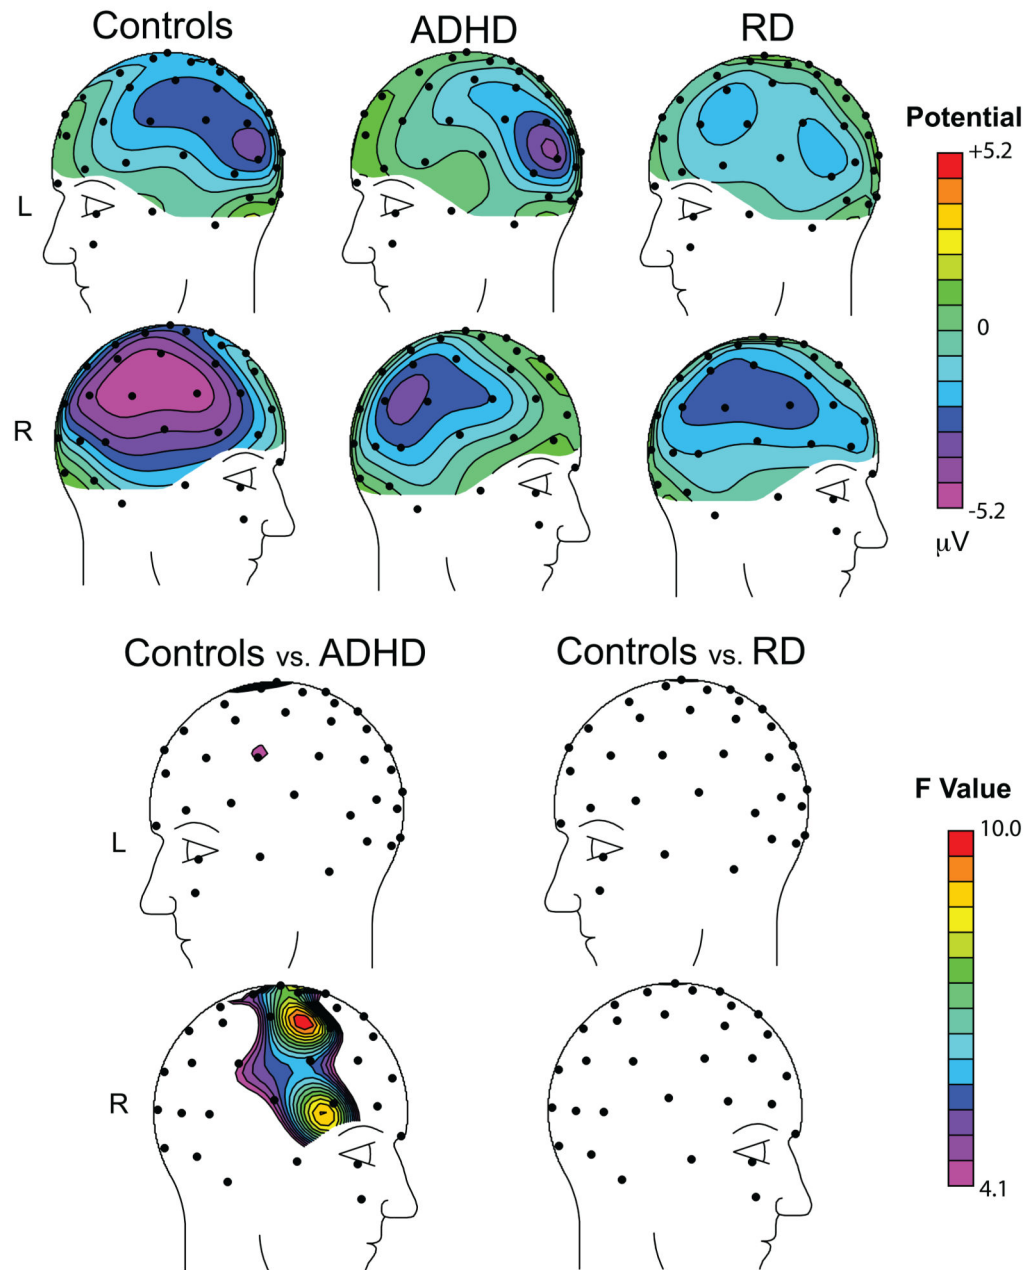 Controls ADHD RD
Potential
+5.2
L
0
R
-5.2
µV
Controls vs. ADHD Controls vs. RD
F Value
10.0
L
R
4.1